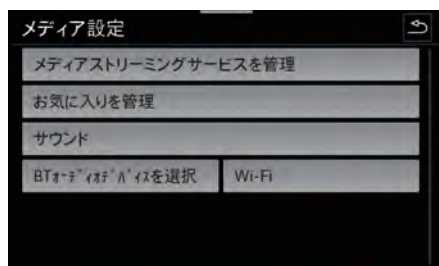 メディア設定
メディアストリーミングサービスを管理
お気に入りを管理
サウンド
BTｵｰﾃﾞｨｵﾃﾞﾊﾞｲｽを選択
Wi-Fi